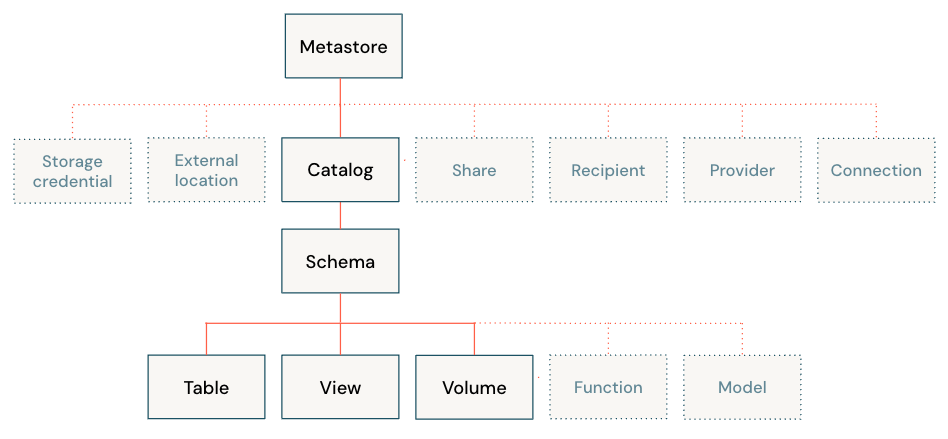 Metastore
Storage
credential
External
location
Catalog
Share
Recipient
Provider
Connection
Schema
Table
View
Volume
Function
Model